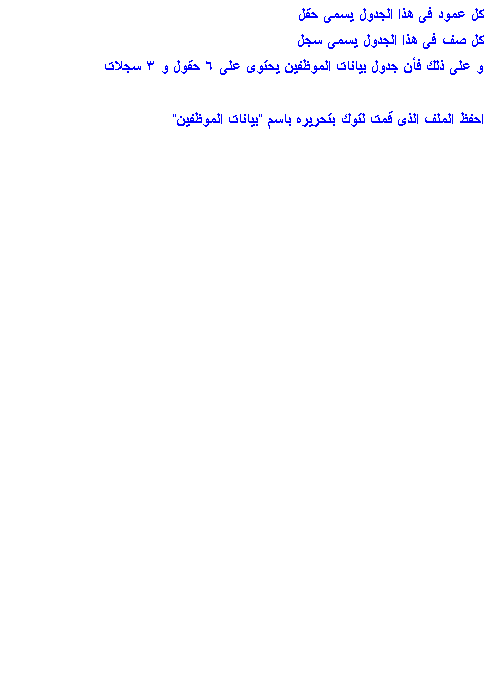 كل عمود فى هذا الجدول يسمى حقل
كل صف فى هذا الجدول يسمى سجل
و على ذلك فأن جدول بيانات الموظفين يحتوى على ٦ حقول و ٣ سجلات
احفظ الملف الذى قمت لتوك بتحريره باسم "بيانات الموظفين"